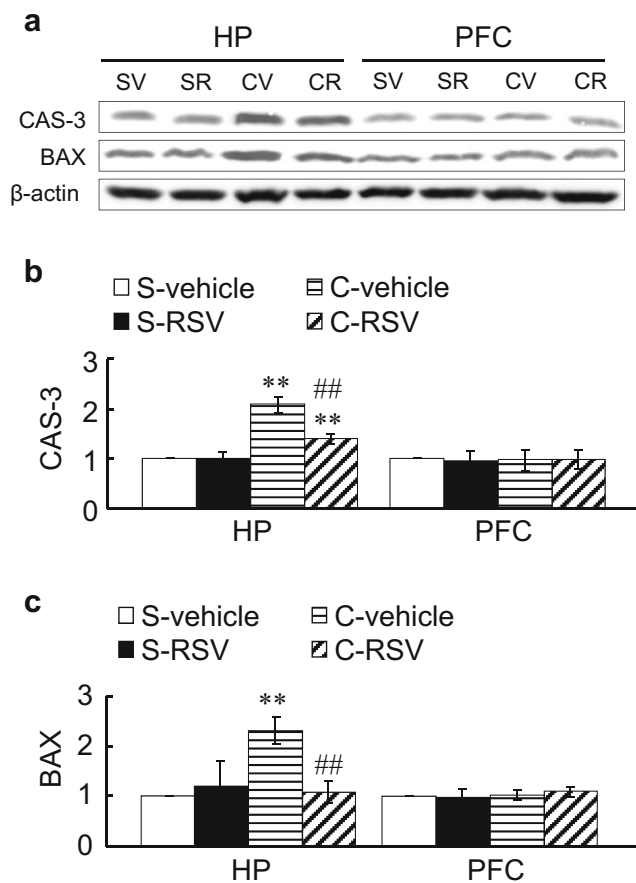 a
HP PFC
SV SR CV CR SV SR CV CR
CAS-3
BAX
β-actin
b
S-vehicle C-vehicle
S-RSV C-RSV
3
2
1
0
CAS-3
** ##
**
HP PFC
c
S-vehicle C-vehicle
S-RSV C-RSV
3
2
1
0
BAX
**
##
HP PFC